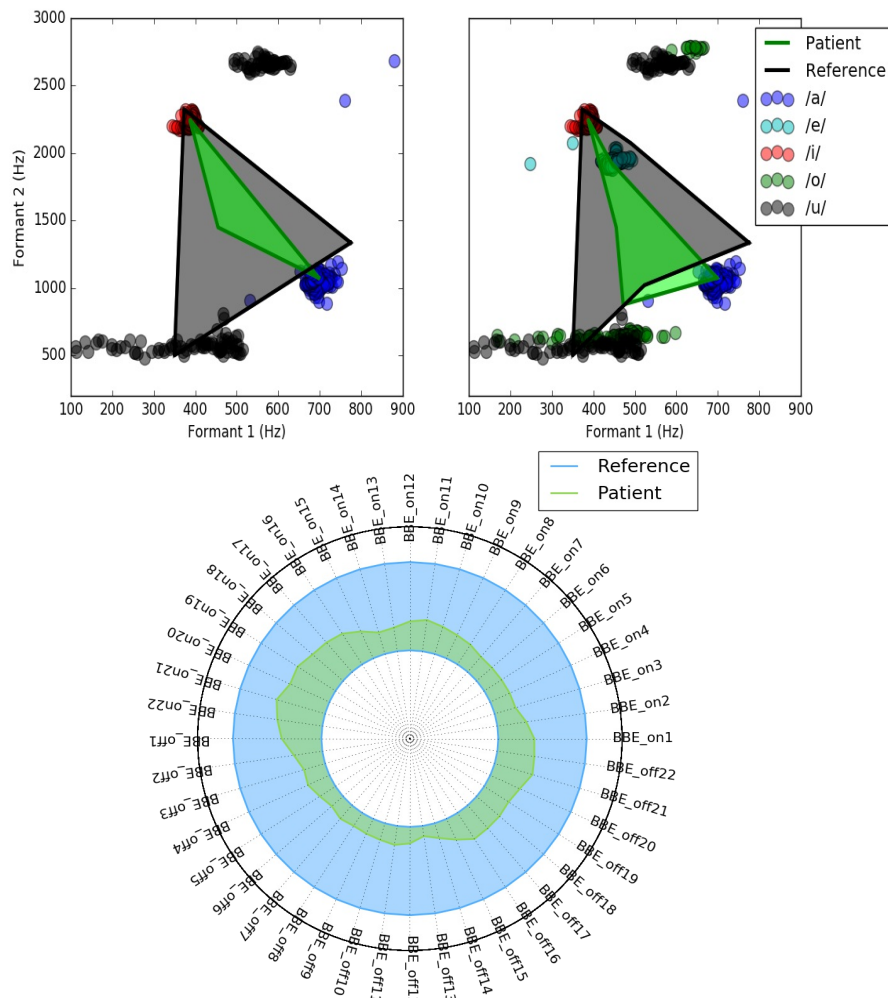 3000
2500
2000
1500
1000
500
Formant 2 (Hz)
100 200 300 400 500 600 700 800 900
Formant 1 (Hz)
100 200 300 400 500 600 700 800 900
Formant 1 (Hz)
Patient
Reference
/a/
/e/
/i/
/o/
/u/
Reference
Patient
BBE_on1
BBE_on2
BBE_on3
BBE_on4
BBE_on5
BBE_on6
BBE_on7
BBE_on8
BBE_on9
BBE_on10
BBE_on11
BBE_on12
BBE_on13
BBE_on14
BBE_on15
BBE_on16
BBE_on17
BBE_on18
BBE_on19
BBE_on20
BBE_on21
BBE_on22
BBE_off1
BBE_off2
BBE_off3
BBE_off4
BBE_off5
BBE_off6
BBE_off7
BBE_off8
BBE_off9
BBE_off10
BBE_off1
BBE_off1
BBE_off13
BBE_off14
BBE_off15
BBE_off16
BBE_off17
BBE_off18
BBE_off19
BBE_off20
BBE_off21
BBE_off22